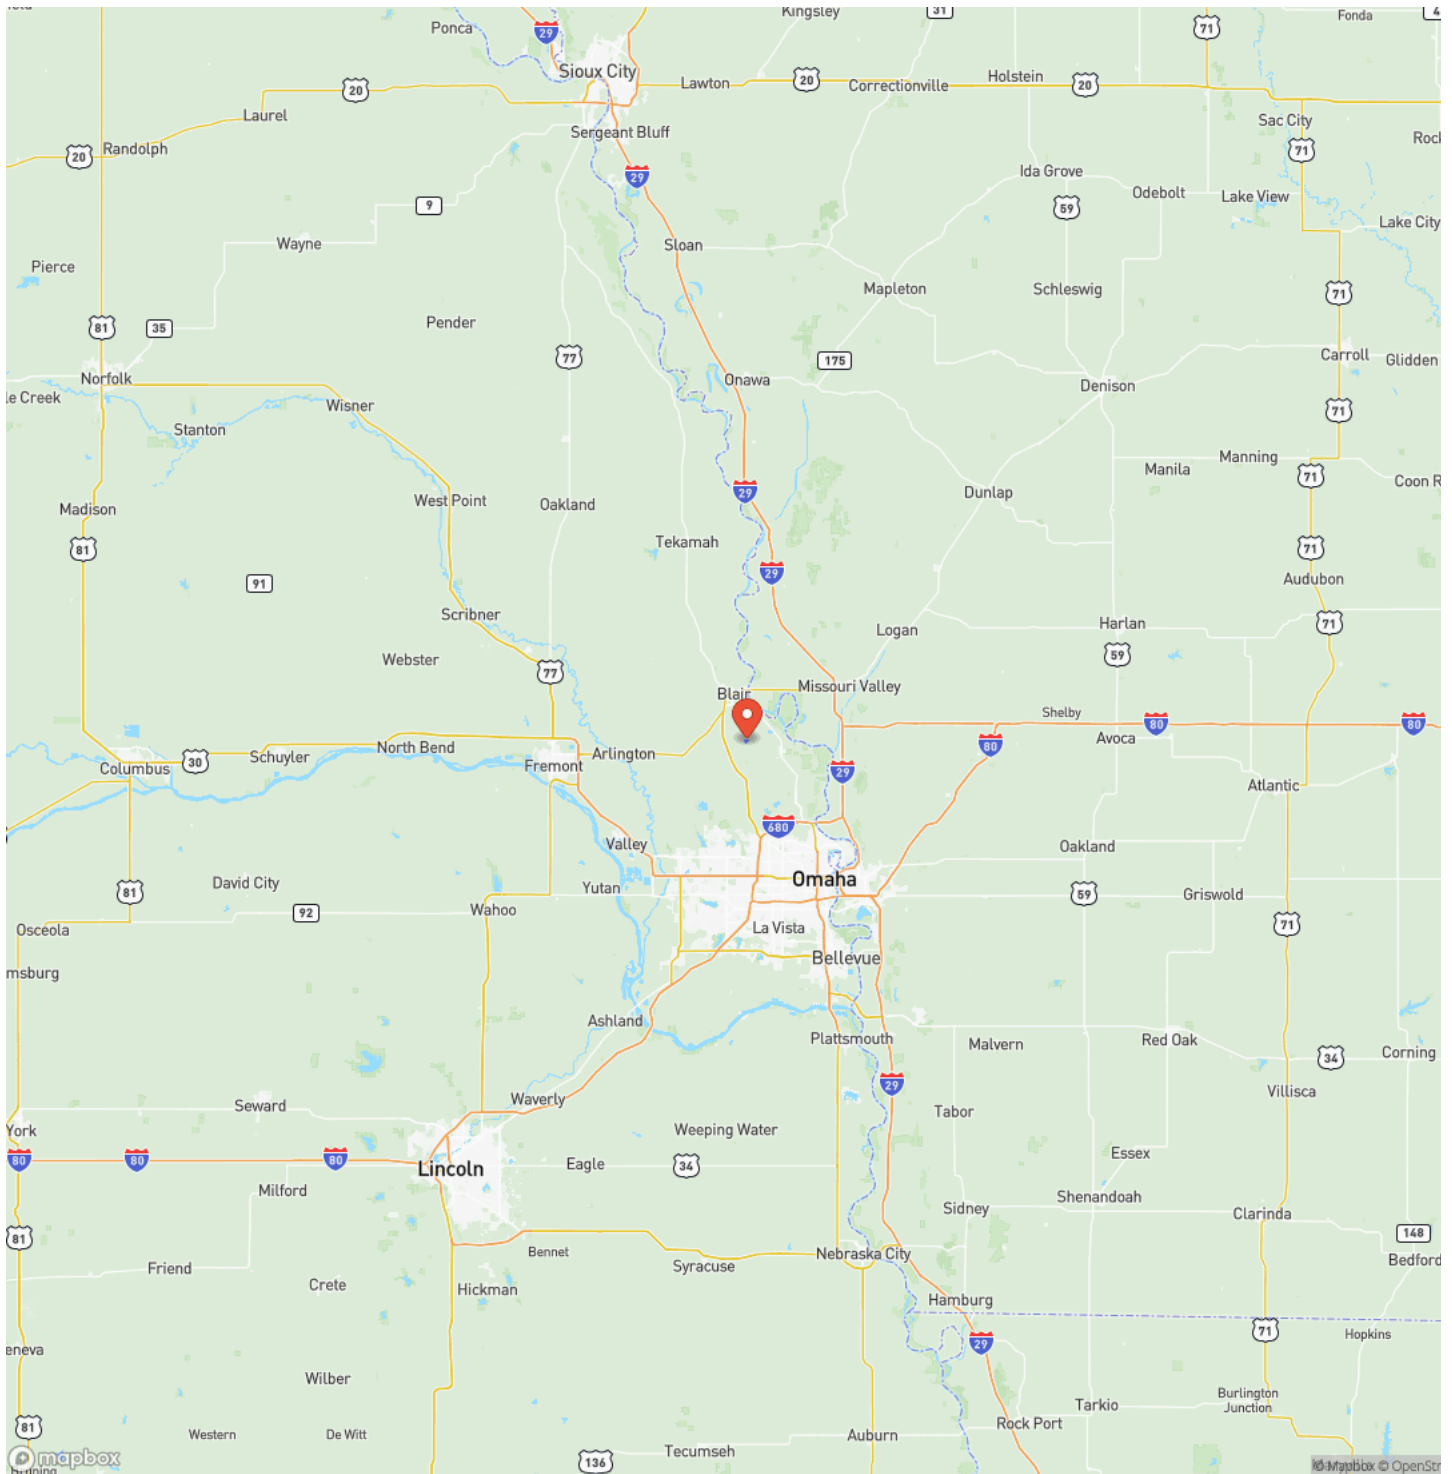 Ponca
29
Kingsley
31
71
Fonda
Sioux City
20
Laurel
Lawton
20
Correctionville
Holstein
20
Sac City
Sergeant Bluff
20
Randolph
71
29
Ida Grove
Odebolt
Lake View
59
9
Lake City
Wayne
Sloan
Pierce
Mapleton
Schleswig
71
81
35
Pender
77
175
Carroll
Glidden
Norfolk
Onawa
Denison
le Creek
Wisner
71
Stanton
Manning
Manila
71
Coon R
West Point
Oakland
29
Dunlap
Madison
Tekamah
81
71
29
Audubon
91
Scribner
Logan
Harlan
71
Webster
59
77
Blair
Missouri Valley
Shelby
80
80
Avoca
80
North Bend
Schuyler
30
Columbus
Arlington
Fremont
29
Atlantic
680
Valley
Oakland
Omaha
David City
81
Yutan
59
Griswold
92
Wahoo
Osceola
La Vista
71
Bellevue
msburg
Ashland
Plattsmouth
Malvern
Red Oak
34
Corning
29
Villisca
Waverly
Seward
Tabor
York
Weeping Water
80
80
80
Lincoln
Eagle
34
Essex
Milford
Shenandoah
Sidney
Clarinda
81
148
Bennet
Nebraska City
Syracuse
Bedford
Friend
Crete
Hickman
Hamburg
71
Hopkins
eneva
29
Wilber
Burlington
Junction
Tarkio
81
Western
De Witt
Rock Port
Auburn
Tecumseh
136
mapbox
© Mapbox © OpenStr